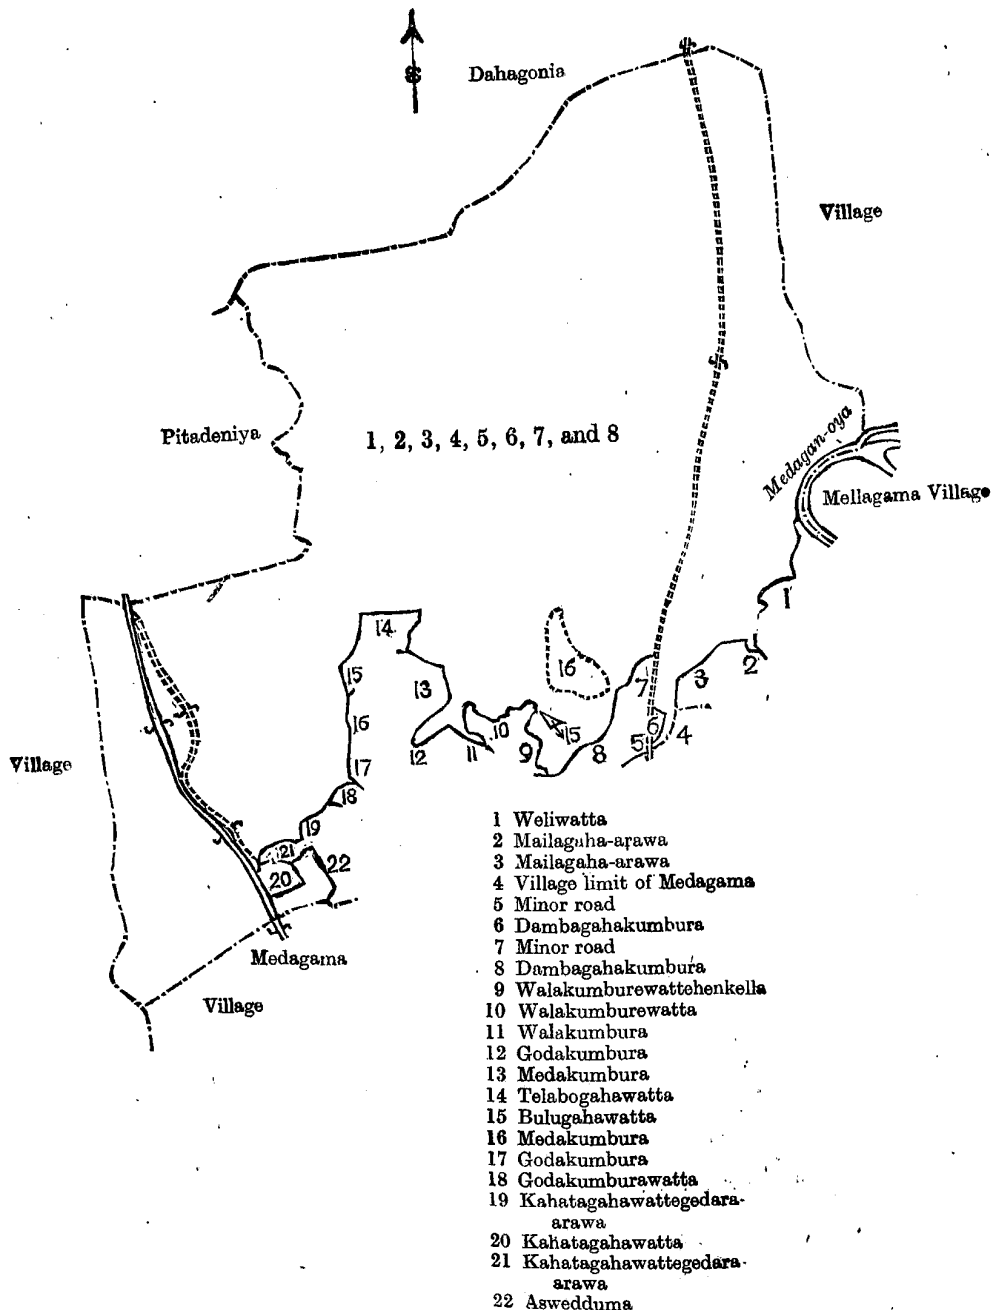 Dahagonia
Village
Pitadeniya
1, 2, 3, 4, 5, 6, 7, and 8
Medagan-oya
Mellagama Village
1
14
2
16
15
3
13
7
16
6
10
15
4
5
12
11
9
8
Village
17
18
19
21
22
20
Medagama
Village
1 Weliwatta
2 Mailagaha-arawa
3 Mailagaha-arawa
4 Village limit of Medagama
5 Minor road
6 Dambagahakumbura
7 Minor road
8 Dambagahakumbura
9 Walakumburewattehenkella
10 Walakumburewatta
11 Walakumbura
12 Godakumbura
13 Medakumbura
14 Telabogahawatta
15 Bulugahawatta
16 Medakumbura
17 Godakumbura
18 Godakumburawatta
19 Kahatagahawattegedara-
arawa
20 Kahatagahawatta
21 Kahatagahawattegedara-
arawa
22 Aswedduma